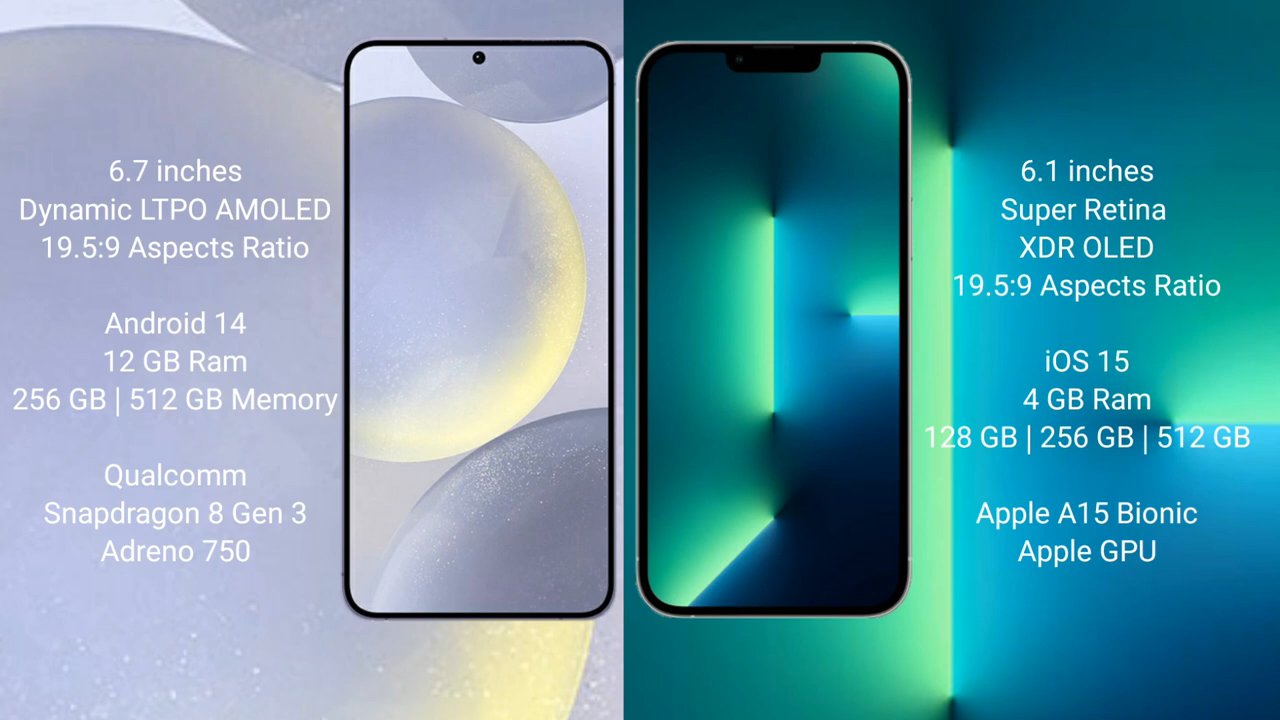 6.7 inches
Dynamic LTPO AMOLED
19.5:9 Aspects Ratio
Android 14
12 GB Ram
256 GB | 512 GB Memory
Qualcomm
Snapdragon 8 Gen 3
Adreno 750
6.1 inches
Super Retina
XDR OLED
19.5:9 Aspects Ratio
iOS 15
4 GB Ram
128 GB | 256 GB | 512 GB
Apple A15 Bionic
Apple GPU